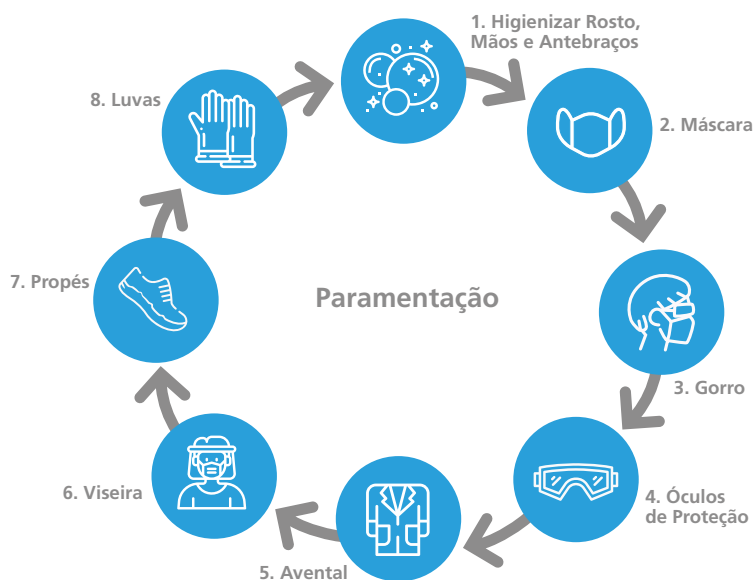 1. Higienizar Rosto,
Mãos e Antebraços
2. Máscara
3. Gorro
4. Óculos
de Proteção
5. Avental
6. Viseira
7. Propés
8. Luvas
Paramentação